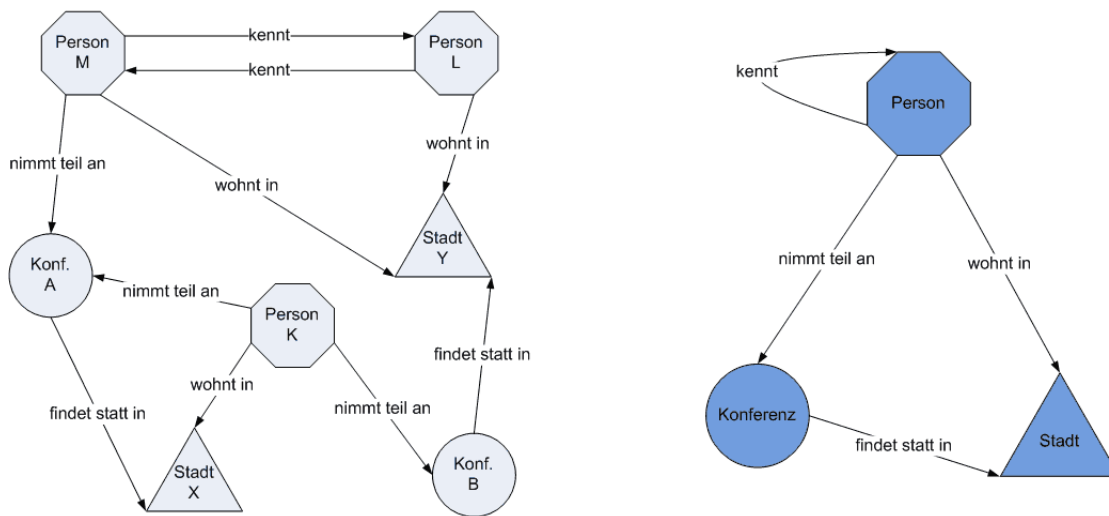 Person
M
kennt
kennt
Person
L
nimmt teil an
wohnt in
wohnt in
Konf.
A
Stadt
Y
nimmt teil an
Person
K
findet statt in
wohnt in
nimmt teil an
findet statt in
Stadt
X
Konf.
B
kennt
Person
nimmt teil an
wohnt in
Konferenz
findet statt in
Stadt